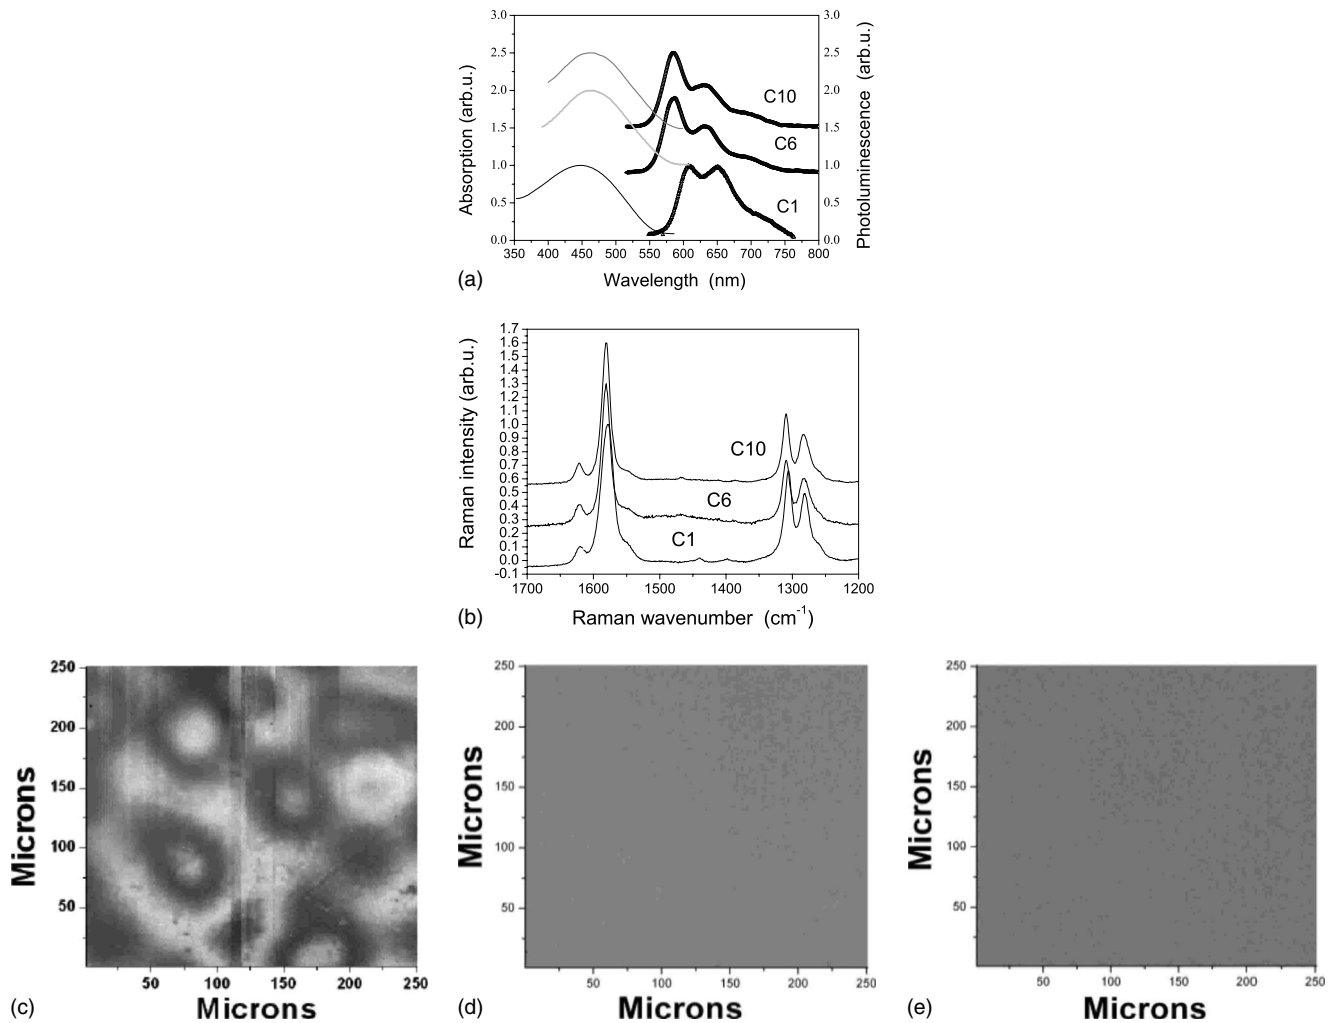 3.0 3.0
2.5 2.5
2.0 C10 2.0
1.5 1.5
1.0 C6 1.0
0.5 C1 0.5
0.0 0.0
Absorption (arb.u.)
Photoluminescence (arb.u.)
350 400 450 500 550 600 650 700 750 800
(a) Wavelength (nm)
1.7
1.6
1.5
1.4
1.3
1.2
1.1
1.0
0.9
0.8 C10
0.7
0.6
0.5
0.4 C6
0.3
0.2
0.1 C1
0.0
-0.1
Raman intensity (arb.u.)
1700 1600 1500 1400 1300 1200
(b) Raman wavenumber (cm-1)
250
200
150
100
50
Microns
50 100 150 200 250
(c) Microns
250
200
150
100
50
Microns
50 100 150 200 250
(d) Microns
250
200
150
100
50
Microns
50 100 150 200 250
(e) Microns